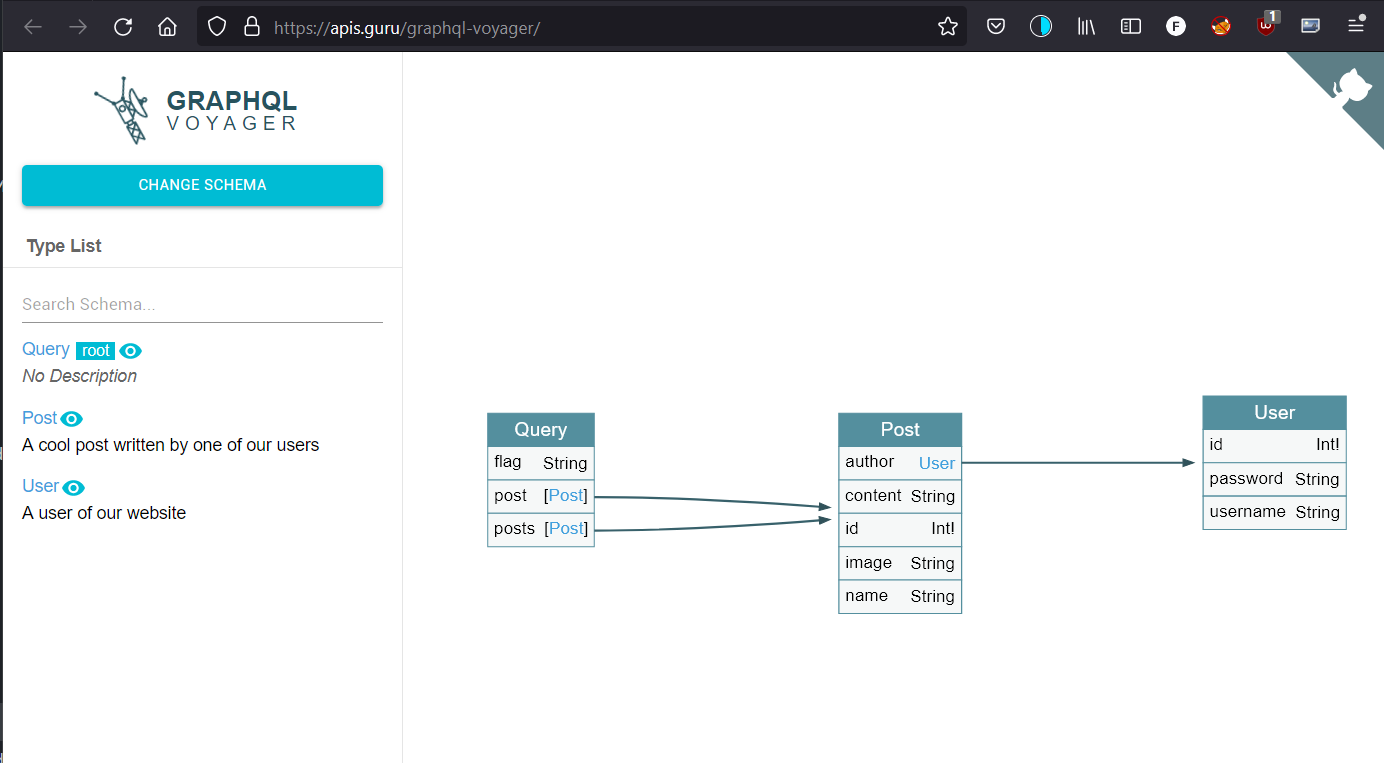 https://apis.guru/graphql-voyager/
F
1
GRAPHQL
VOYAGER
CHANGE SCHEMA
Type List
Search Schema...
Query root
No Description
Post
A cool post written by one of our users
User
A user of our website
Query
flag String
post [Post]
posts [Post]
Post
author User
content String
id Int!
image String
name String
User
id Int!
password String
username String